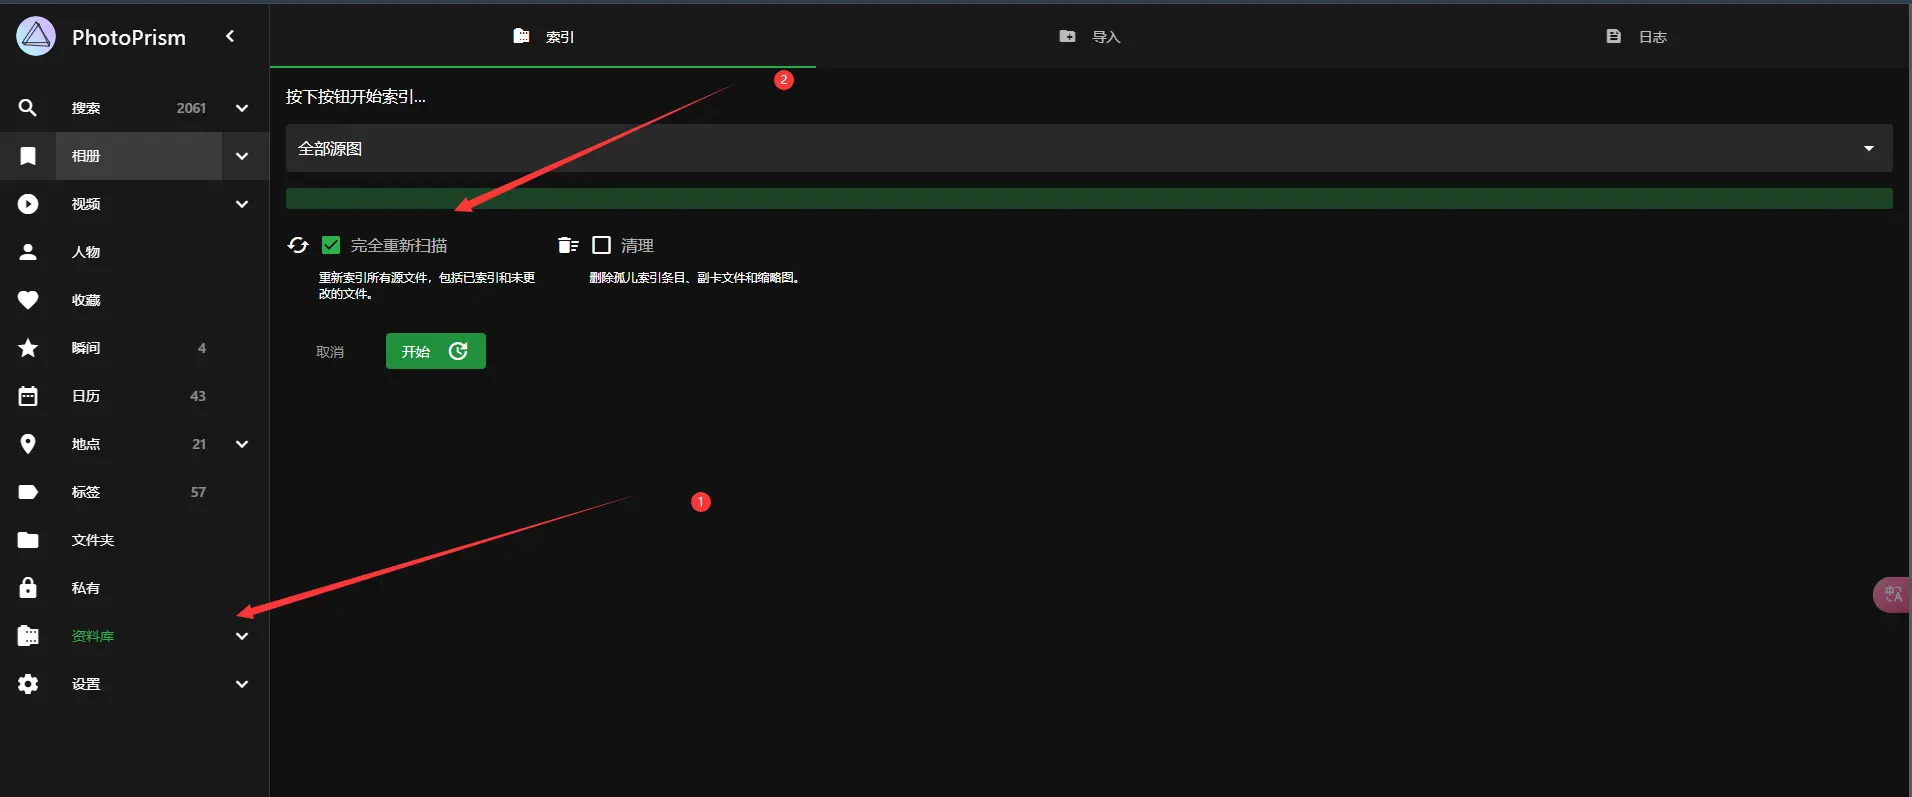 PhotoPrism
搜索 2061
相册
视频
人物
收藏
瞬间 4
日历 43
地点 21
标签 57
文件夹
私有
资料库
设置
索引
导入
日志
2
按下按钮开始索引...
全部源图
完全重新扫描
重新索引所有源文件，包括已索引和未更
改的文件。
清理
删除孤儿索引条目、副卡文件和缩略图。
取消
开始
1
中A